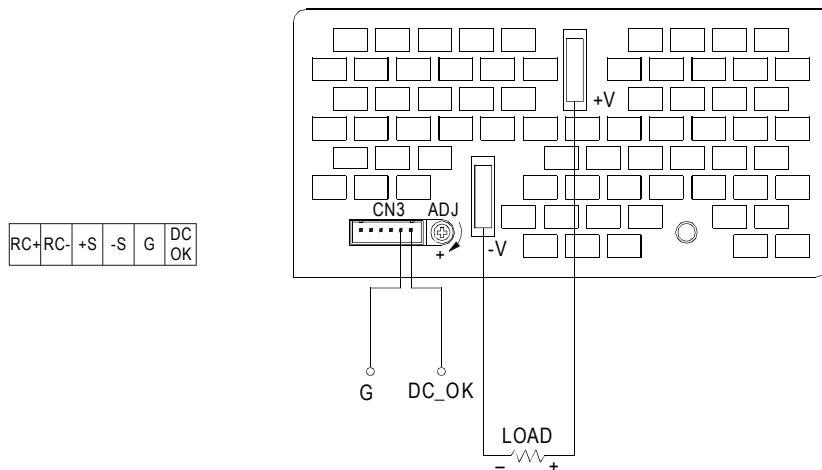 +V
CN3 ADJ
+
-V
RC+ RC- +S -S G DC OK
G DC_OK
LOAD
– +